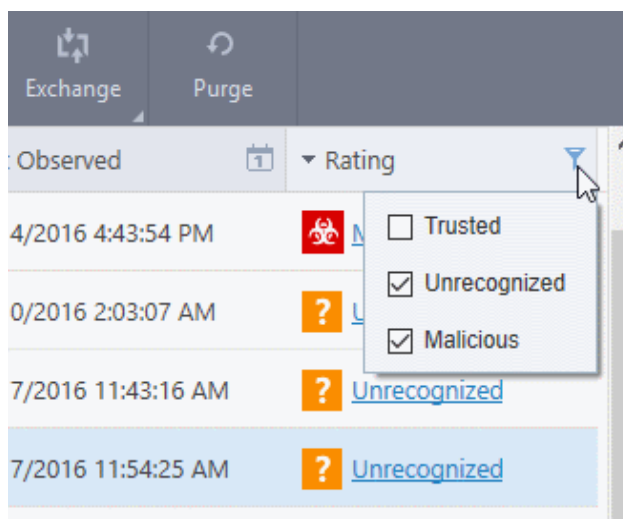 Exchange Purge
Observed 1 Rating
Trusted
4/2016 4:43:54 PM
Unrecognized
0/2016 2:03:07 AM ?
Malicious
7/2016 11:43:16 AM ? Unrecognized
7/2016 11:54:25 AM ? Unrecognized